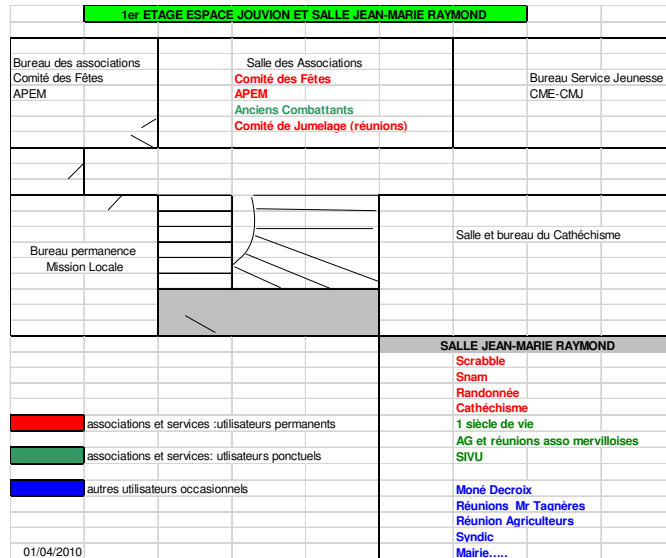 1er ETAGE ESPACE JOUVION ET SALLE JEAN-MARIE RAYMOND
Bureau des associations
Comité des Fêtes
APEM
Salle des Associations
Comité des Fêtes
APEM
Anciens Combattants
Comité de Jumelage (réunions)
Bureau Service Jeunesse
CME-CMJ
Bureau permanence
Mission Locale
Salle et bureau du Cathéchisme
SALLE JEAN-MARIE RAYMOND
Scrabble
Snam
Randonnée
Cathéchisme
1 siècle de vie
AG et réunions asso mervilloises
SIVU
Moné Decroix
Réunions Mr Tagnères
Réunion Agriculteurs
Syndic
Mairie.....
associations et services :utilisateurs permanents
associations et services: utlisateurs ponctuels
autres utilisateurs occasionnels
01/04/2010